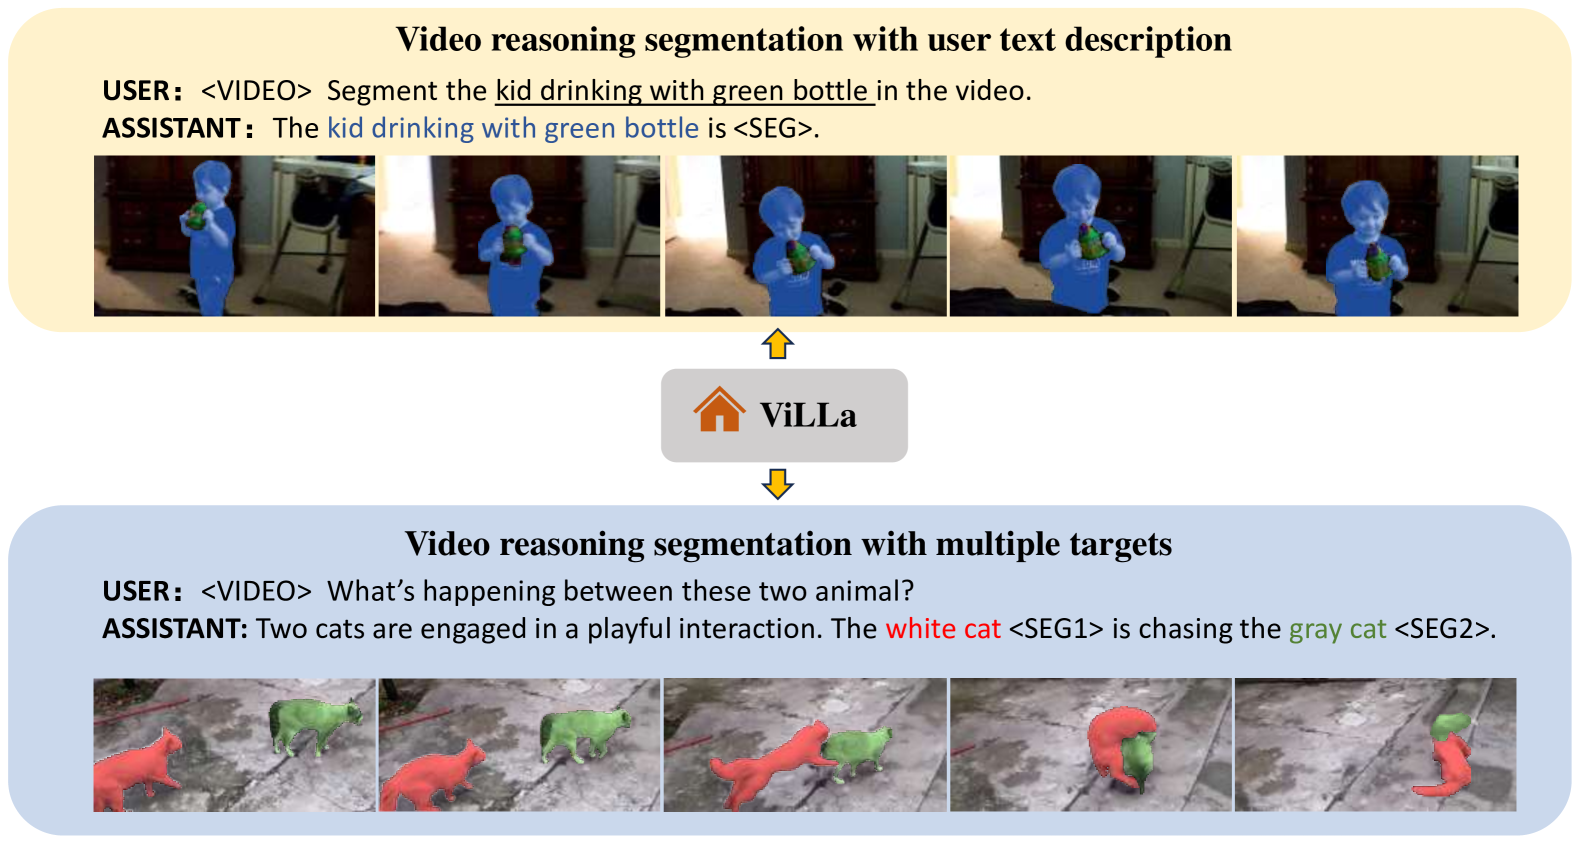 Video reasoning segmentation with user text description
USER： <VIDEO> Segment the kid drinking with green bottle in the video.
ASSISTANT： The kid drinking with green bottle is <SEG>.
ViLLa
Video reasoning segmentation with multiple targets
USER： <VIDEO> What's happening between these two animal?
ASSISTANT: Two cats are engaged in a playful interaction. The white cat <SEG1> is chasing the gray cat <SEG2>.